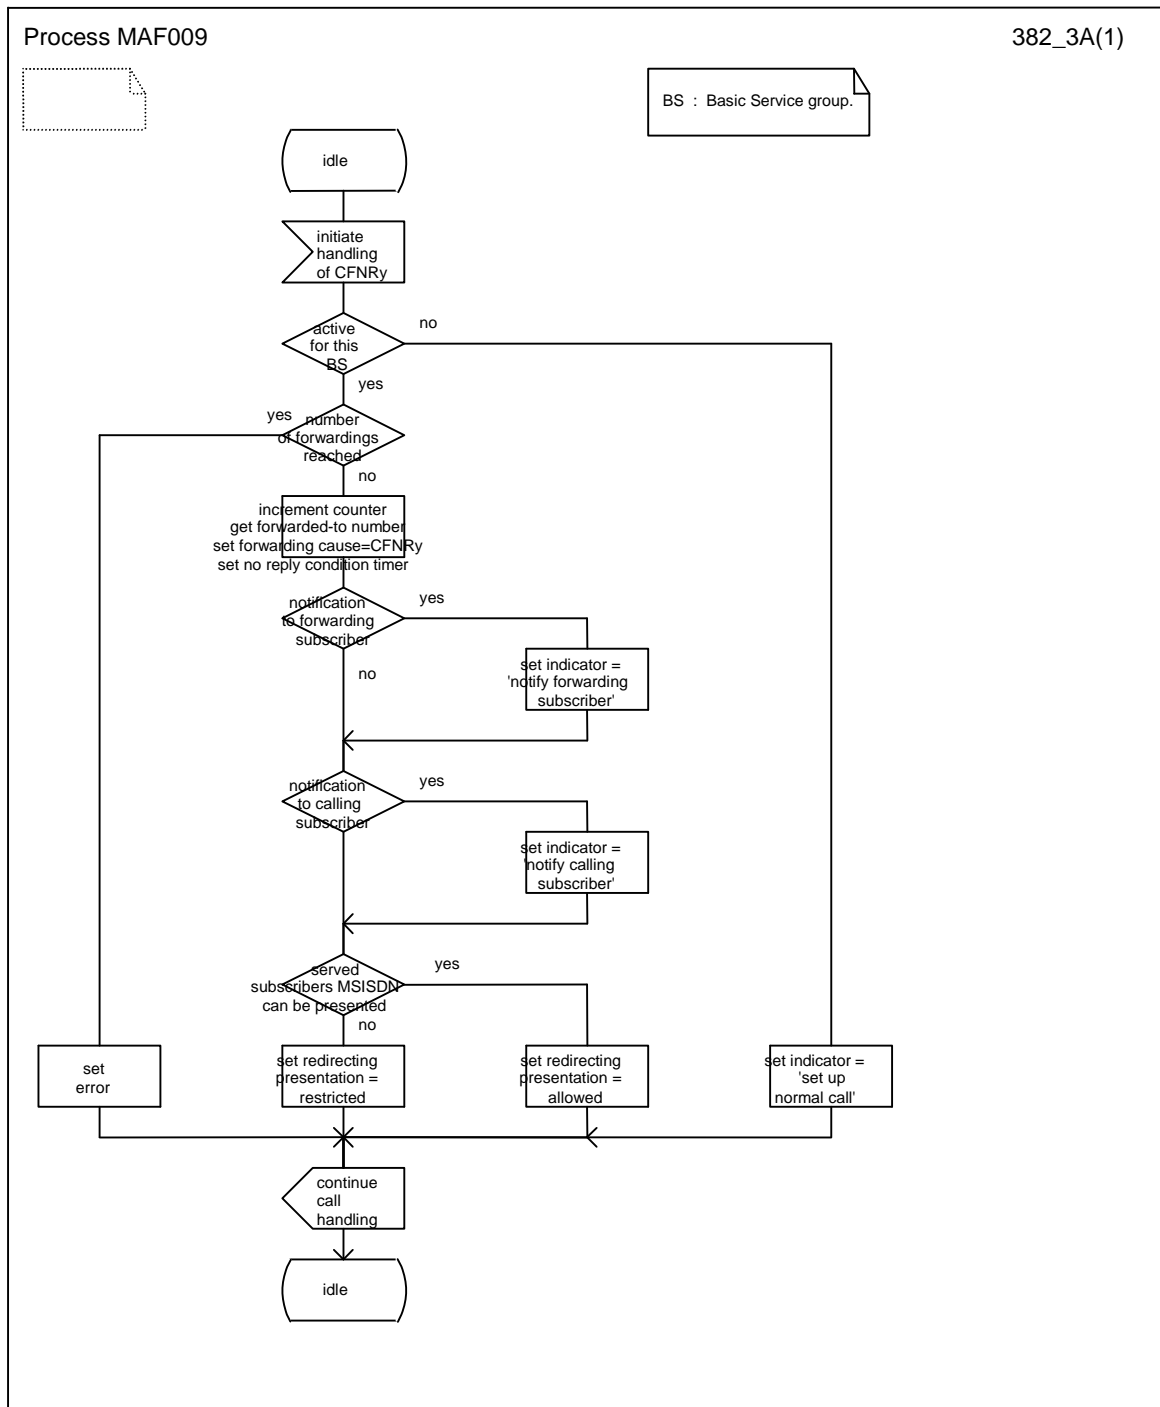 Process MAF009
382_3A(1)
BS : Basic Service group.
idle
initiate
handling
of CFNRy
active
for this
BS
no
yes
yes
number
of forwardings
reached
no
increment counter
get forwarded-to number
set forwarding cause=CFNRy
set no reply condition timer
notification
to forwarding
subscriber
yes
no
set indicator =
'notify forwarding
subscriber'
notification
to calling
subscriber
yes
set indicator =
'notify calling
subscriber'
served
subscribers MSISDN
can be presented
yes
no
set
error
set redirecting
presentation =
restricted
set redirecting
presentation =
allowed
set indicator =
'set up
normal call'
continue
call
handling
idle